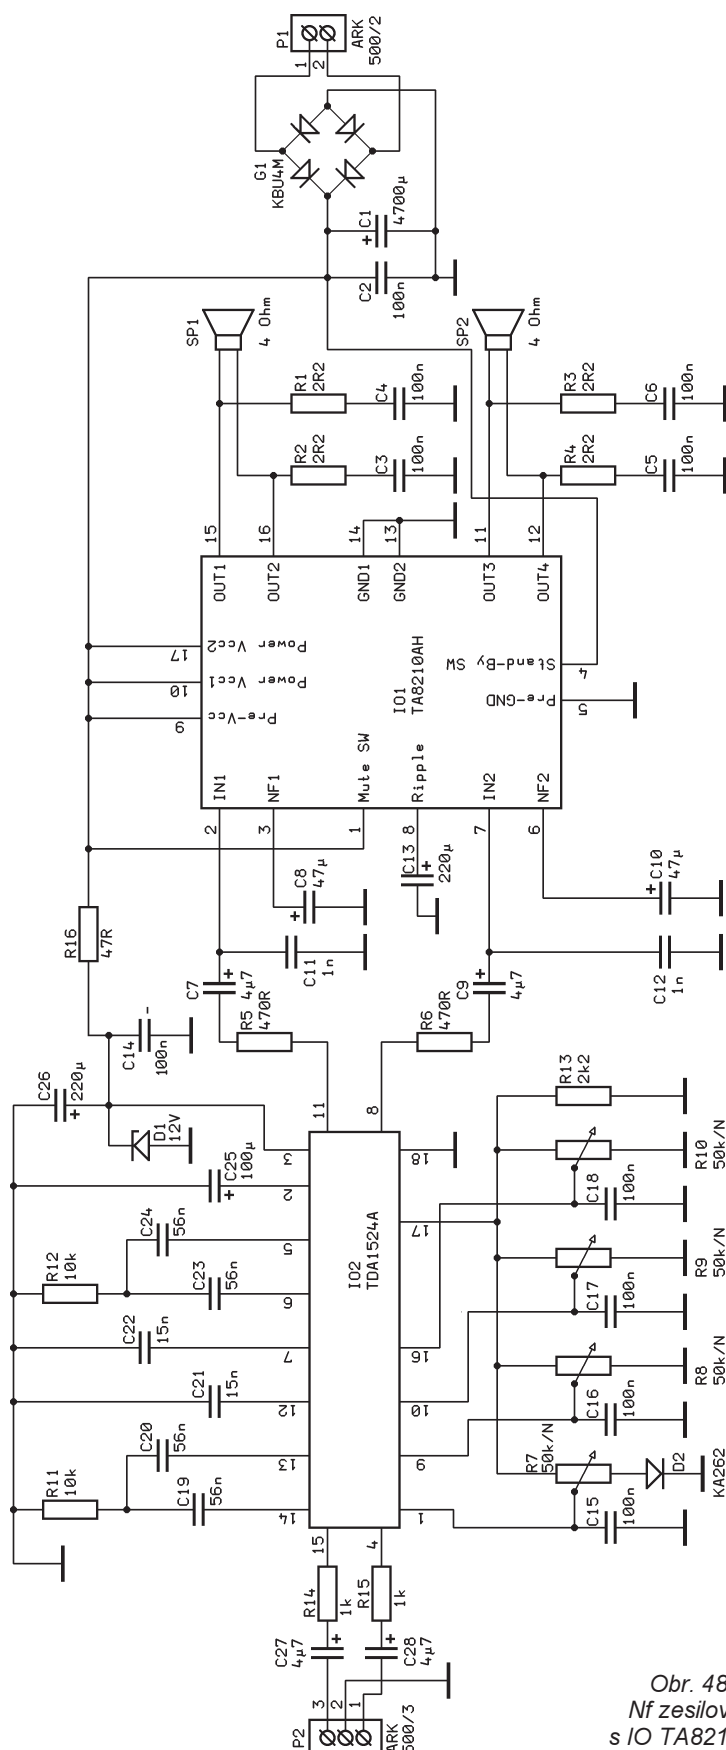 P1
ARK
500/2
1
2
G1
KBU4M
C1
4700µ
+
C2
100n
SP1
4 Ohm
SP2
4 Ohm
R1
2R2
C4
100n
R2
2R2
C3
100n
R3
2R2
C6
100n
R4
2R2
C5
100n
15
16
14
13
11
12
OUT1
OUT2
GND1
GND2
OUT3
OUT4
17
Power Vcc2
10
Power Vcc1
9
Pre-Vcc
IO1
TA8210AH
Stand-By
SW
4
Pre-GND
5
IN1
NF1
Mute SW
Ripple
IN2
NF2
2
3
1
8
7
6
R16
47R
C8
47µ
+
C13
220µ
+
C10
47µ
+
C11
1n
C12
1n
C7
4µ7
+
C9
4µ7
+
R5
470R
R6
470R
C14
100n
-
C26
220µ
+
D1
12V
C25
100µ
+
C24
56n
R12
10k
C23
56n
C22
15n
C21
15n
C20
56n
R11
10k
C19
56n
11
8
3
2
5
6
7
12
13
14
18
17
16
10
9
1
15
4
IO2
TDA1524A
R13
2k2
R10
50k/N
C18
100n
R9
50k/N
C17
100n
R8
50k/N
C16
100n
R7
50k/N
D2
KA262
C15
100n
R14
1k
R15
1k
C27
4µ7
+
C28
4µ7
+
3
2
1
P2
ARK
500/3
Obr. 48
Nf zesilov
s IO TA821